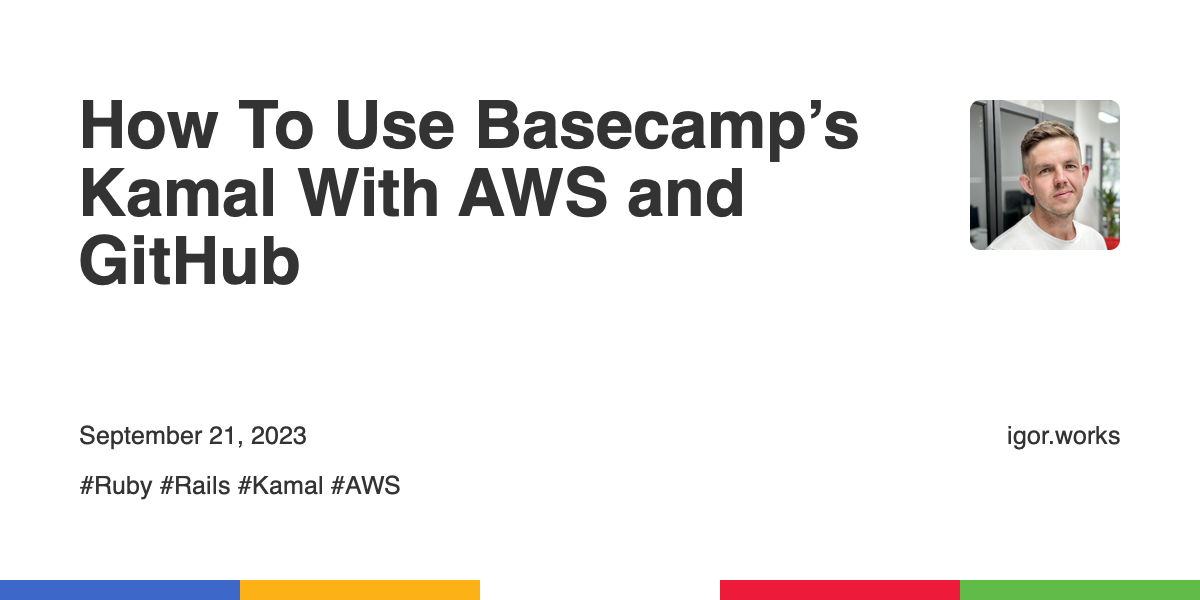 How To Use Basecamp’s
Kamal With AWS and
GitHub
September 21, 2023
igor.works
#Ruby #Rails #Kamal #AWS